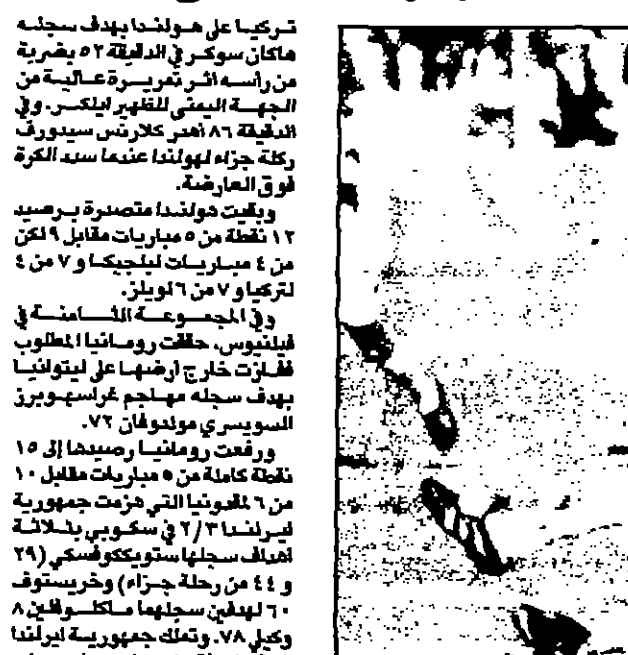 تركيا على هولندا بهدف سجله
هاكان سوكر في الدقيقة ٥٢ بضربة
من رأسه اثر تمريرة عالية من
الجهة اليمنى للظهير ايلكر. وفي
الدقيقة ٨٦ أهدر كلارنس سيدورف
ركلة جزاء لهولندا عندما سدد الكرة
فوق العارضة.
وبقيت هولندا متصدرة برصيد
١٢ نقطة من ٥ مباريات مقابل ٩ لكن
من ٤ مباريات لبلجيكا و ٧ من ٤
لتركيا و ٧ من ٦ لويلز.
وفي المجموعة الثامنة في
فيلنيوس، حققت رومانيا المطلوب
ففازت خارج أرضها على ليتوانيا
بهدف سجله مهاجم غراسهوبرز
السويسري مولدوفان ٧٢.
ورفعت رومانيا رصيدها إلى ١٥
نقطة كاملة من ٥ مباريات مقابل ١٠
من ٦ لمقدونيا التي هزمت جمهورية
ايرلندا ٢/٣ في سكوبي بثلاثة
أهداف سجلها ستويكوفسكي (٢٩
و ٤٤ من رحلة جزاء) وخريستوف
٦٠ لهدفين سجلهما ماكلوفلين ٨
وكيلي ٧٨. وتملك جمهورية ايرلندا